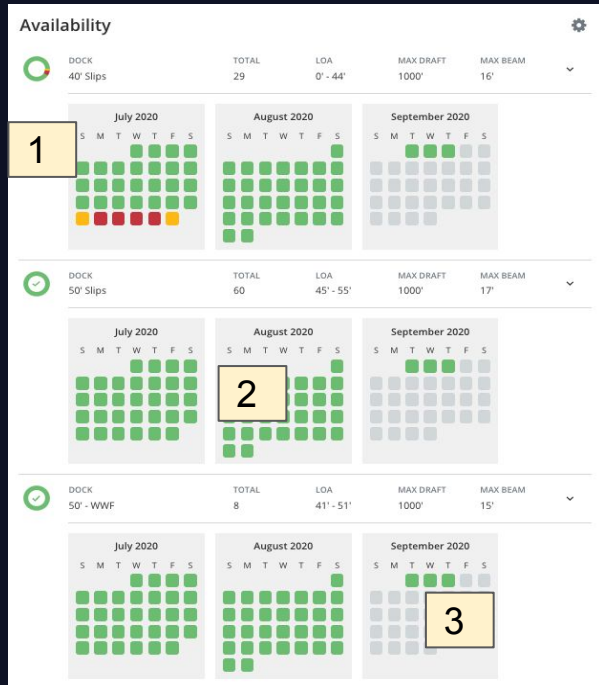 Availability
DOCK TOTAL LOA MAX DRAFT MAX BEAM
40' Slips 29 0' - 44' 1000' 16'
July 2020 August 2020 September 2020
1
S M T W T F S S M T W T F S S M T W T F S
DOCK TOTAL LOA MAX DRAFT MAX BEAM
50' Slips 60 45' - 55' 1000' 17'
July 2020 August 2020 September 2020
S M T W T F S S M T W T F S S M T W T F S
2
DOCK TOTAL LOA MAX DRAFT MAX BEAM
50' - WWF 8 41' - 51' 1000' 15'
July 2020 August 2020 September 2020
S M T W T F S S M T W T F S S M T W T F S
3